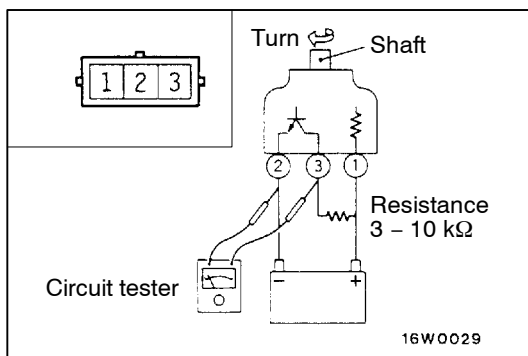 Turn
Shaft
1 2 3
2 3 1
Resistance
3 – 10 kΩ
Circuit tester
– +
16W0029